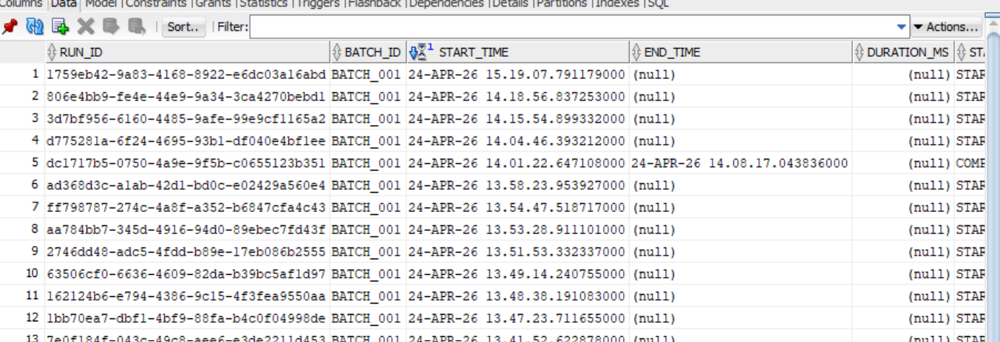 Columns Data Model |Constraints |Grants |Statistics |Triggers |Flashback |Dependencies |Details |Partitions |Indexes |SQL
Sort.. Filter: Actions...
RUN_ID BATCH_ID 1 START_TIME END_TIME DURATION_MS STA
1 1759eb42-9a83-4168-8922-e6dc03a16abd BATCH_001 24-APR-26 15.19.07.791179000 (null) (null) STAR
2 806e4bb9-fe4e-44e9-9a34-3ca4270bebd1 BATCH_001 24-APR-26 14.18.56.837253000 (null) (null) STAR
3 3d7bf956-6160-4485-9afe-99e9cf1165a2 BATCH_001 24-APR-26 14.15.54.899332000 (null) (null) STAR
4 d775281a-6f24-4695-93b1-df040e4bf1ee BATCH_001 24-APR-26 14.04.46.393212000 (null) (null) STAR
5 dc1717b5-0750-4a9e-9f5b-c0655123b351 BATCH_001 24-APR-26 14.01.22.647108000 24-APR-26 14.08.17.043836000 (null) COMP
6 ad368d3c-a1ab-42d1-bd0c-e02429a560e4 BATCH_001 24-APR-26 13.58.23.953927000 (null) (null) STAR
7 ff798787-274c-4a8f-a352-b6847cfa4c43 BATCH_001 24-APR-26 13.54.47.518717000 (null) (null) STAR
8 aa784bb7-345d-4916-94d0-89ebec7fd43f BATCH_001 24-APR-26 13.53.28.911101000 (null) (null) STAR
9 2746dd48-adc5-4fdd-b89e-17eb086b2555 BATCH_001 24-APR-26 13.51.53.332337000 (null) (null) STAR
10 63506cf0-6636-4609-82da-b39bc5af1d97 BATCH_001 24-APR-26 13.49.14.240755000 (null) (null) STAR
11 162124b6-e794-4386-9c15-4f3fea9550aa BATCH_001 24-APR-26 13.48.38.191083000 (null) (null) STAR
12 1bb70ea7-dbf1-4bf9-88fa-b4c0f04998de BATCH_001 24-APR-26 13.47.23.711655000 (null) (null) STAR
13 7e0f184f-043c-49c8-aee6-e3de2211d453 BATCH_001 24-APR-26 13.41.52.622878000 (null) (null) STAR